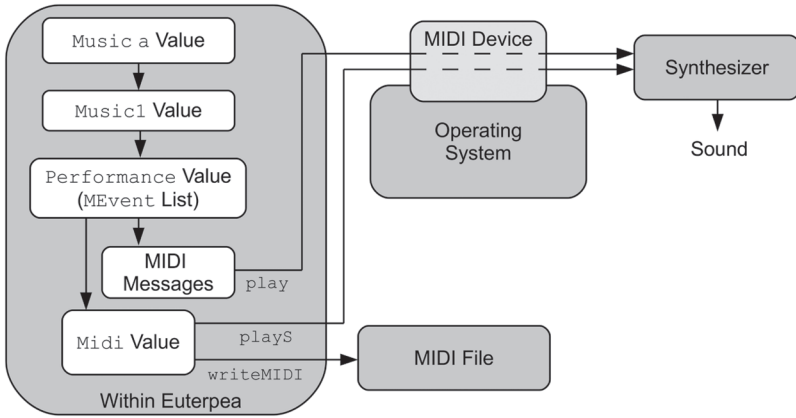 Music a Value
Music1 Value
Performance Value
(MEvent List)
MIDI
Messages
play
Midi Value
playS
writeMIDI
Within Euterpea
MIDI Device
Operating
System
Synthesizer
Sound
MIDI File